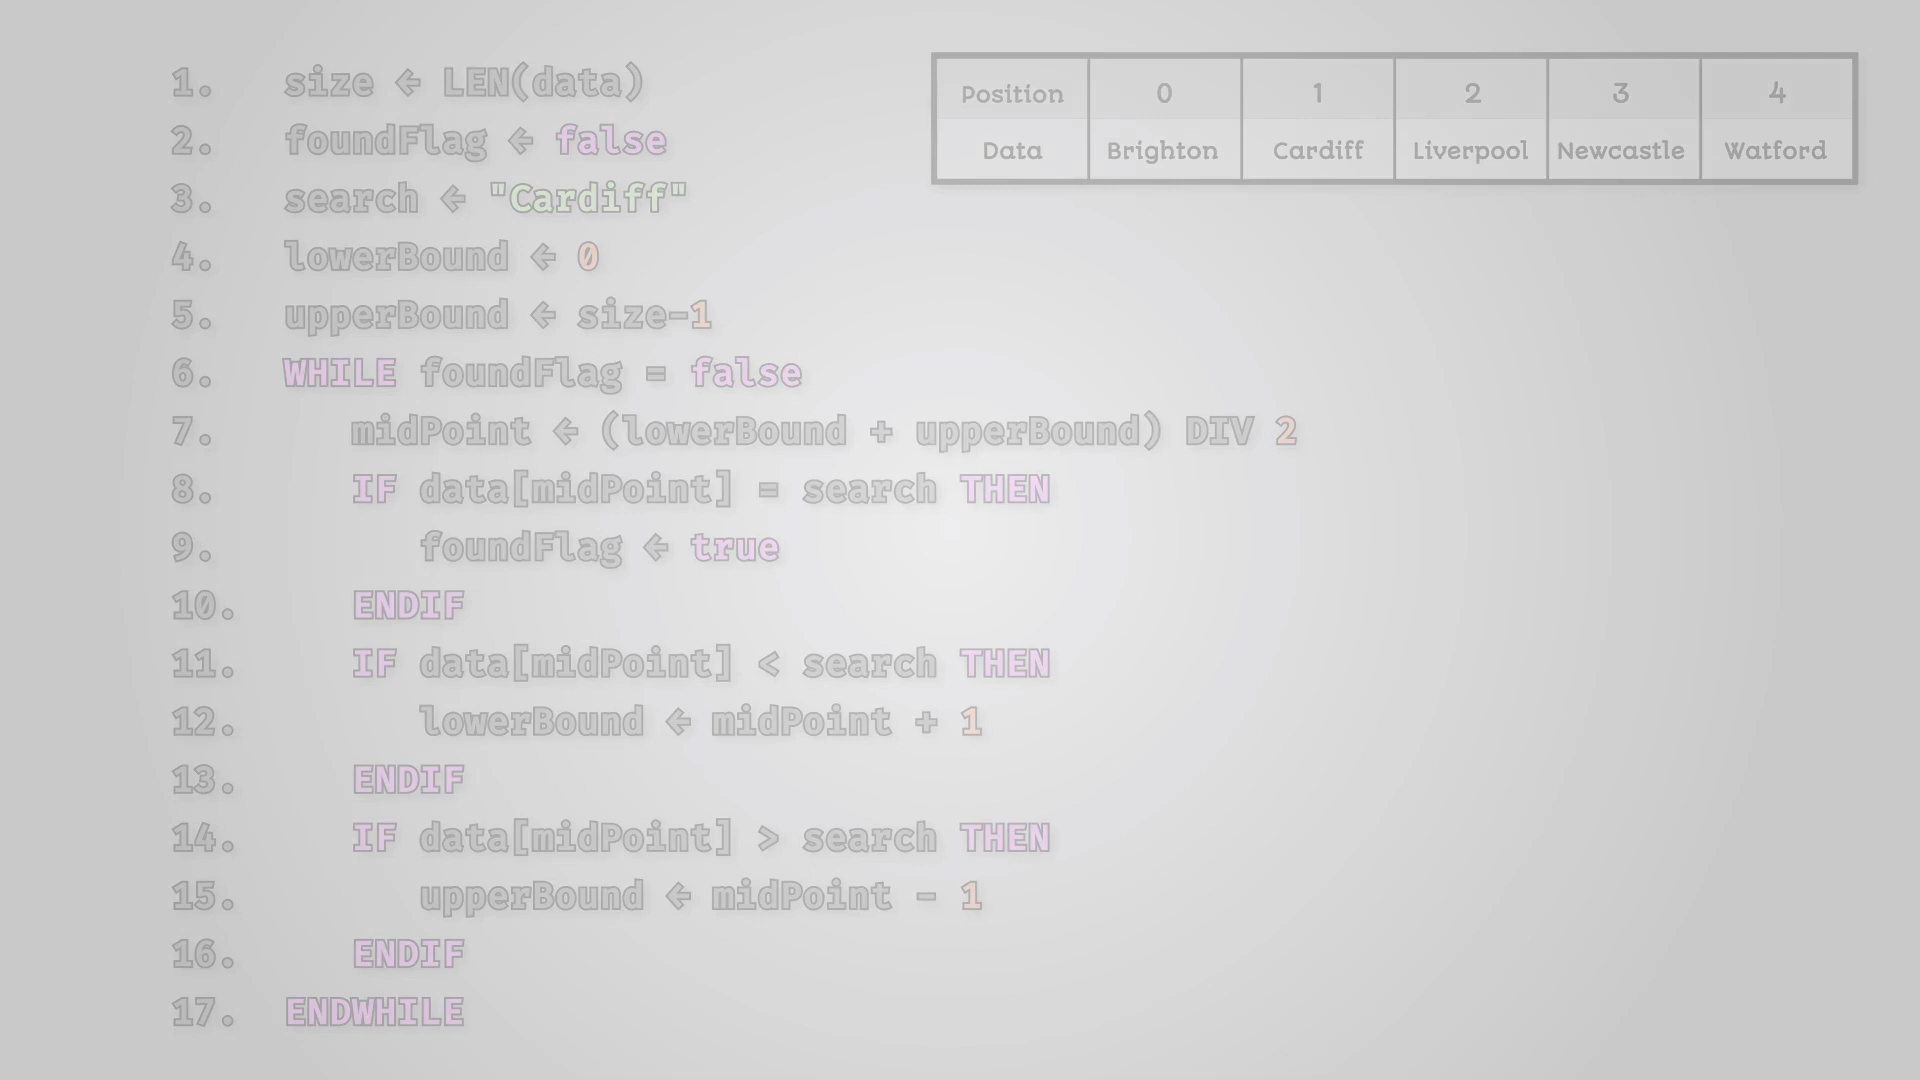 1. size ← LEN(data)
2. foundFlag ← false
3. search ← "Cardiff"
4. lowerBound ← 0
5. upperBound ← size-1
6. WHILE foundFlag = false
7. midPoint ← (lowerBound + upperBound) DIV 2
8. IF data[midPoint] = search THEN
9. foundFlag ← true
10. ENDIF
11. IF data[midPoint] < search THEN
12. lowerBound ← midPoint + 1
13. ENDIF
14. IF data[midPoint] > search THEN
15. upperBound ← midPoint - 1
16. ENDIF
17. ENDWHILE
Position 0 1 2 3 4
Data Brighton Cardiff Liverpool Newcastle Watford